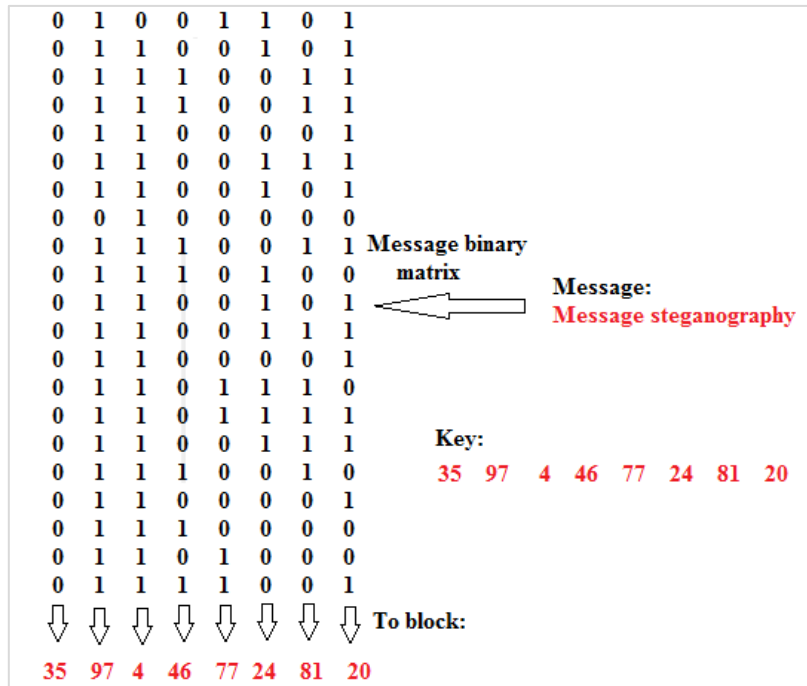 0 1 0 0 1 1 0 1
0 1 1 0 0 1 0 1
0 1 1 1 0 0 1 1
0 1 1 1 0 0 1 1
0 1 1 0 0 0 0 1
0 1 1 0 0 1 1 1
0 1 1 0 0 1 0 1
0 0 1 0 0 0 0 0
0 1 1 1 0 0 1 1
0 1 1 1 0 1 0 0
0 1 1 0 0 1 0 1
0 1 1 0 0 1 1 1
0 1 1 0 0 0 0 1
0 1 1 0 1 1 1 0
0 1 1 0 1 1 1 1
0 1 1 0 0 1 1 1
0 1 1 1 0 0 1 0
0 1 1 0 0 0 0 1
0 1 1 1 0 0 0 0
0 1 1 0 1 0 0 0
0 1 1 1 1 0 0 1
To block:
35 97 4 46 77 24 81 20
Message binary
matrix
Message:
Message steganography
Key:
35 97 4 46 77 24 81 20